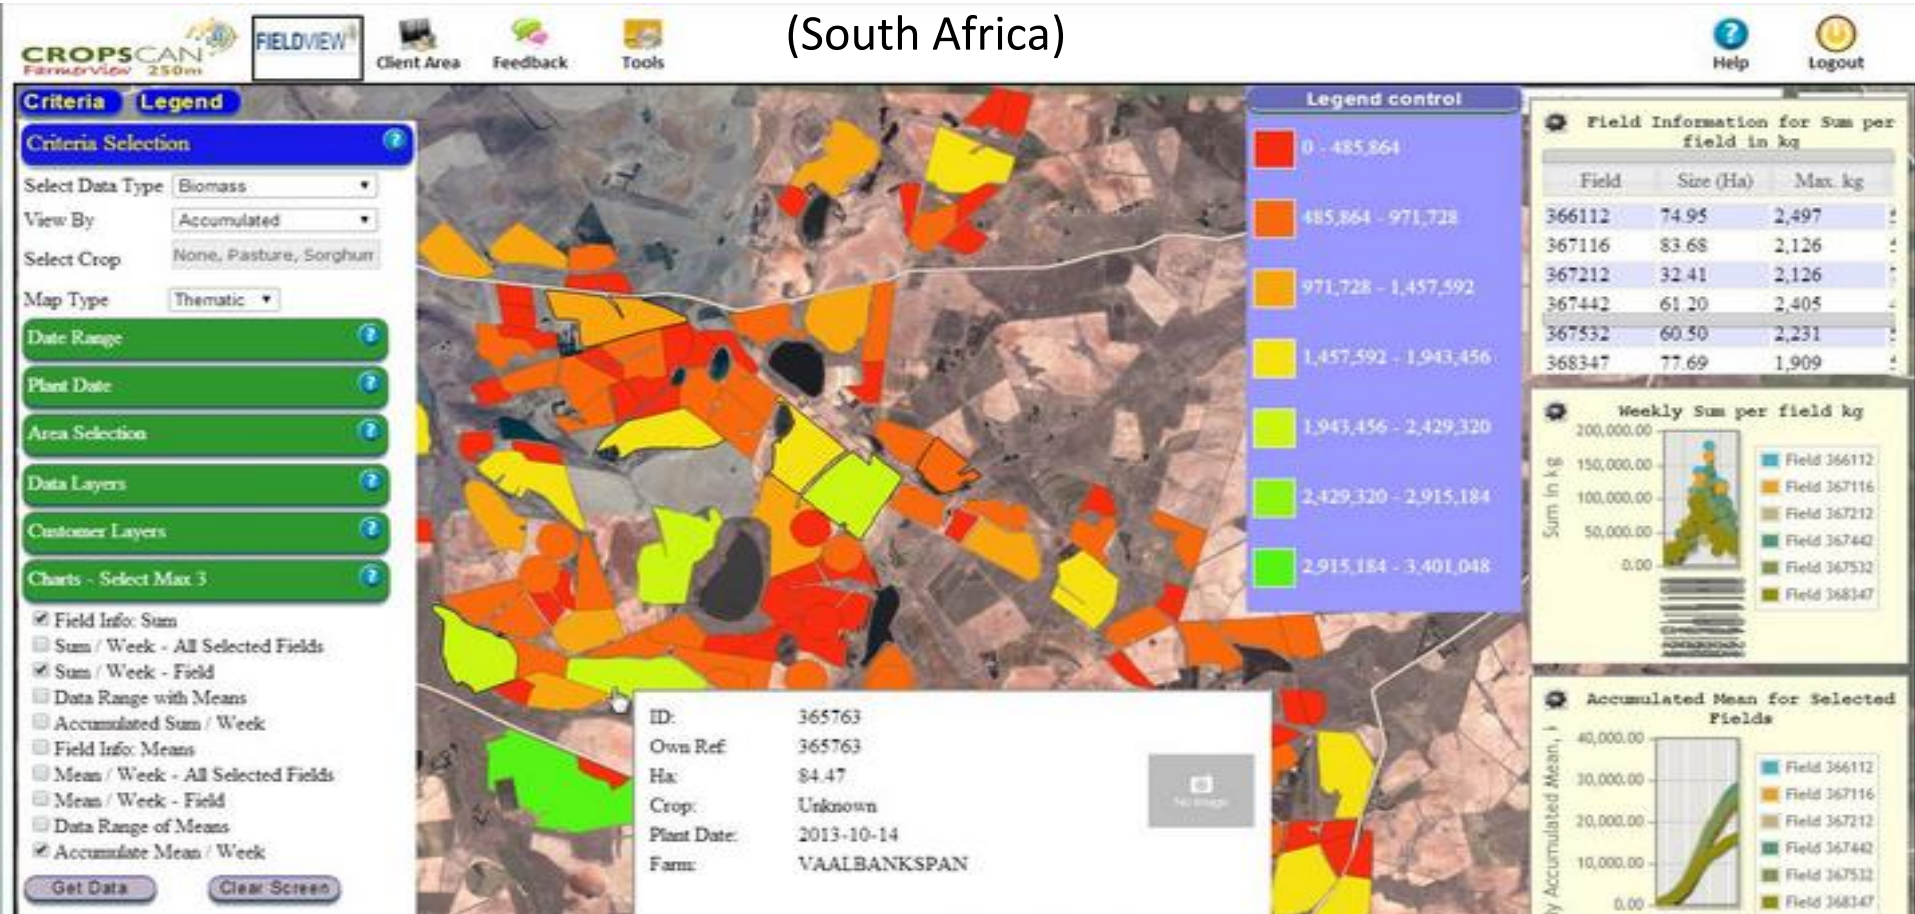 (South Africa)
CROPSCAN
FarmerView 250m
FIELDVIEW
Client Area
Feedback
Tools
Help
Logout
Criteria
Legend
Criteria Selection
Select Data Type Biomass
View By Accumulated
Select Crop None, Pasture, Sorghum
Map Type Thematic
Date Range
Plant Date
Area Selection
Data Layers
Customer Layers
Charts - Select Max 3
Field Info: Sum
Sum / Week - All Selected Fields
Sum / Week - Field
Data Range with Means
Accumulated Sum / Week
Field Info: Means
Mean / Week - All Selected Fields
Mean / Week - Field
Data Range of Means
Accumulate Mean / Week
Get Data
Clear Screen
ID: 365763
Own Ref 365763
Ha: 84.47
Crop: Unknown
Plant Date: 2013-10-14
Farm: VAALBANKSPAN
No Image
Legend control
0 - 485,864
485,864 - 971,728
971,728 - 1,457,592
1,457,592 - 1,943,456
1,943,456 - 2,429,320
2,429,320 - 2,915,184
2,915,184 - 3,401,048
Field Information for Sum per
field in kg
Field Size (Ha) Max. kg
366112 74.95 2,497
367116 83.68 2,126
367212 32.41 2,126
367442 61.20 2,405
367532 60.50 2,231
368347 77.69 1,909
Weekly Sum per field kg
Sum in kg
200,000.00
150,000.00
100,000.00
50,000.00
0.00
Field 366112
Field 367116
Field 367212
Field 367442
Field 367532
Field 368347
Accumulated Mean for Selected
Fields
Accumulated Mean,
40,000.00
30,000.00
20,000.00
10,000.00
0.00
Field 366112
Field 367116
Field 367212
Field 367442
Field 367532
Field 368347